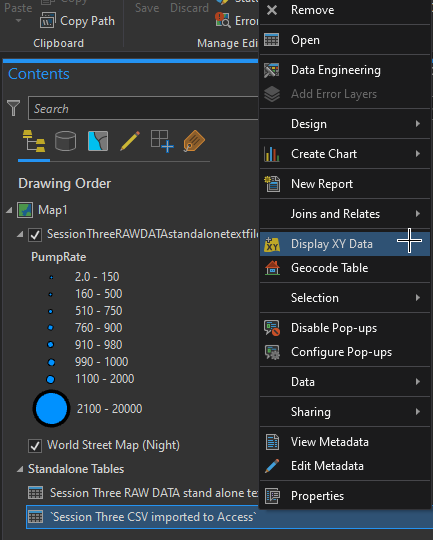 Paste
Copy
Copy Path
Clipboard
Save
Discard
Manage Edi
Contents
Search
Drawing Order
Map1
SessionThreeRAWDATAstandalonetextfile
PumpRate
2.0 - 150
160 - 500
510 - 750
760 - 900
910 - 980
990 - 1000
1100 - 2000
2100 - 20000
World Street Map (Night)
Standalone Tables
Session Three RAW DATA stand alone te
`Session Three CSV imported to Access`
Remove
Open
Data Engineering
Add Error Layers
Design
Create Chart
New Report
Joins and Relates
Display XY Data
Geocode Table
Selection
Disable Pop-ups
Configure Pop-ups
Data
Sharing
View Metadata
Edit Metadata
Properties